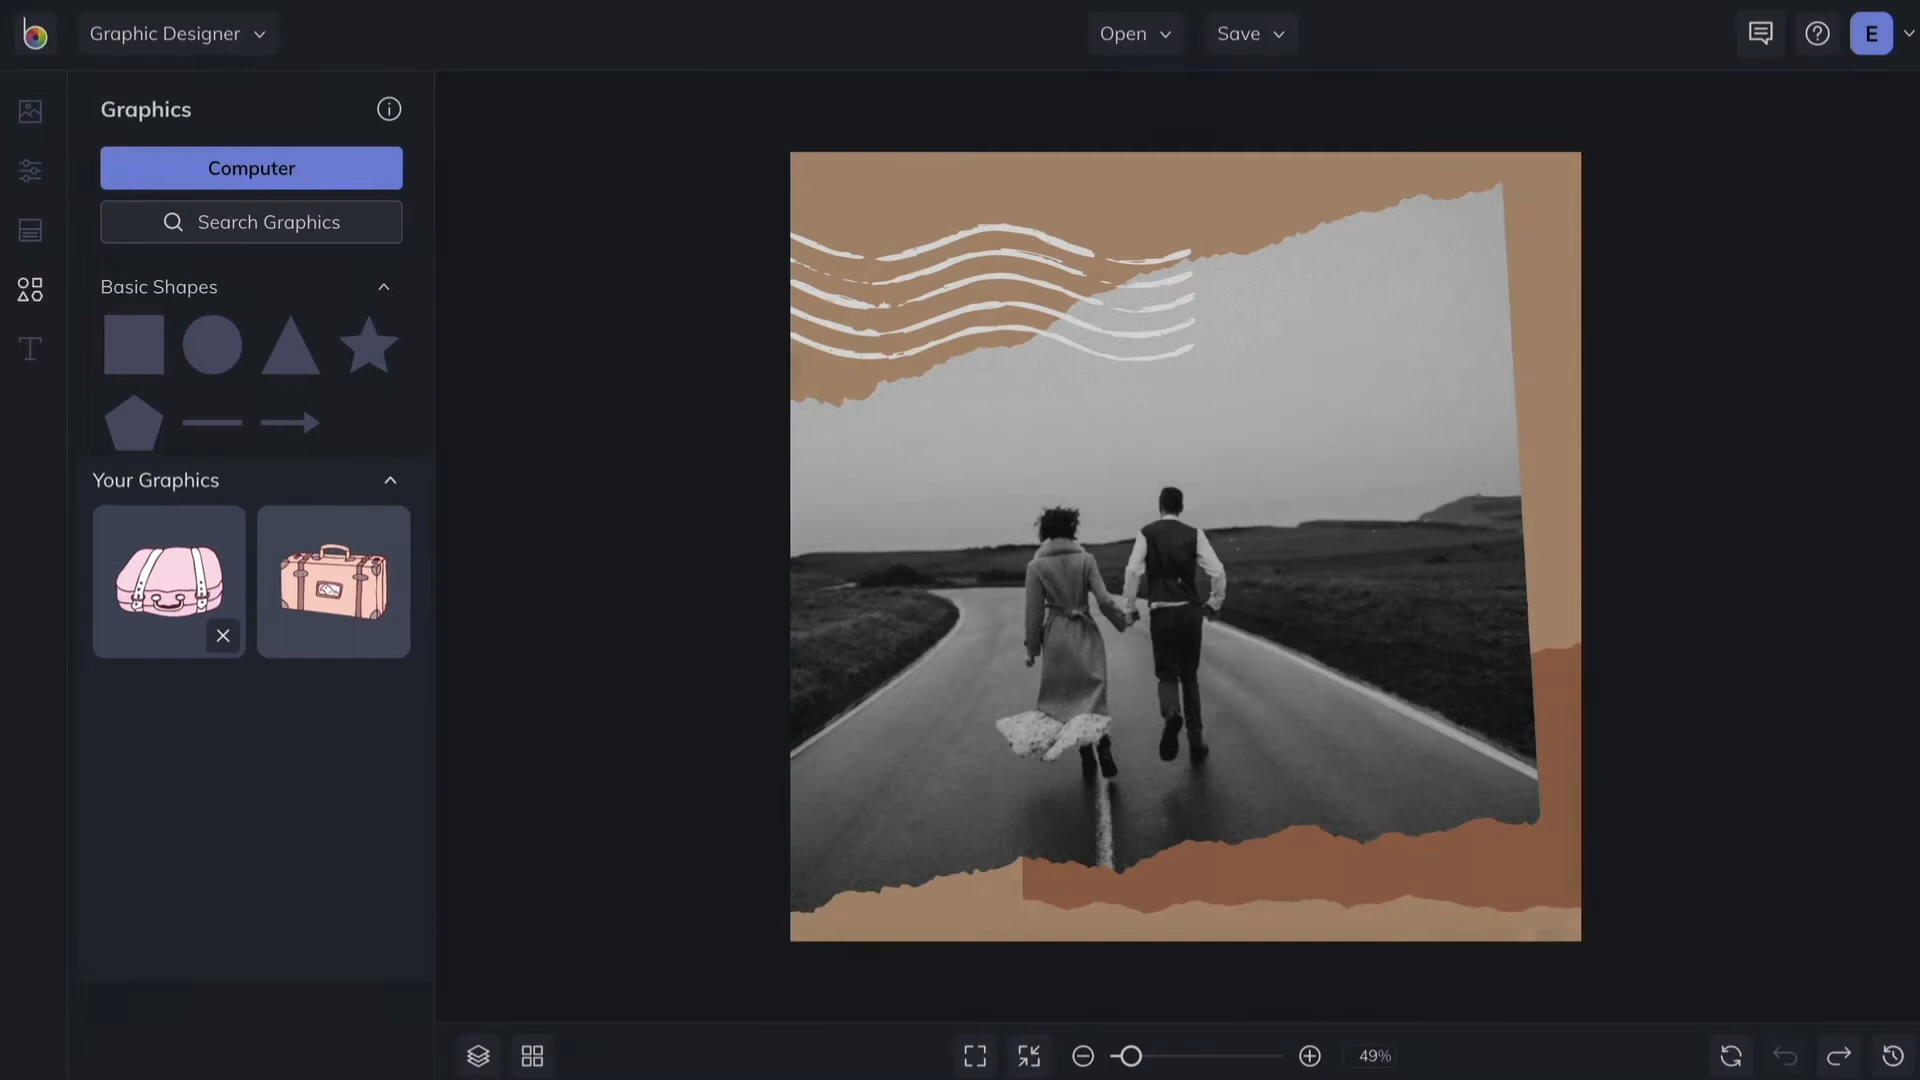 Graphic Designer
Open
Save
E
Graphics
Computer
Search Graphics
Basic Shapes
Your Graphics
49%